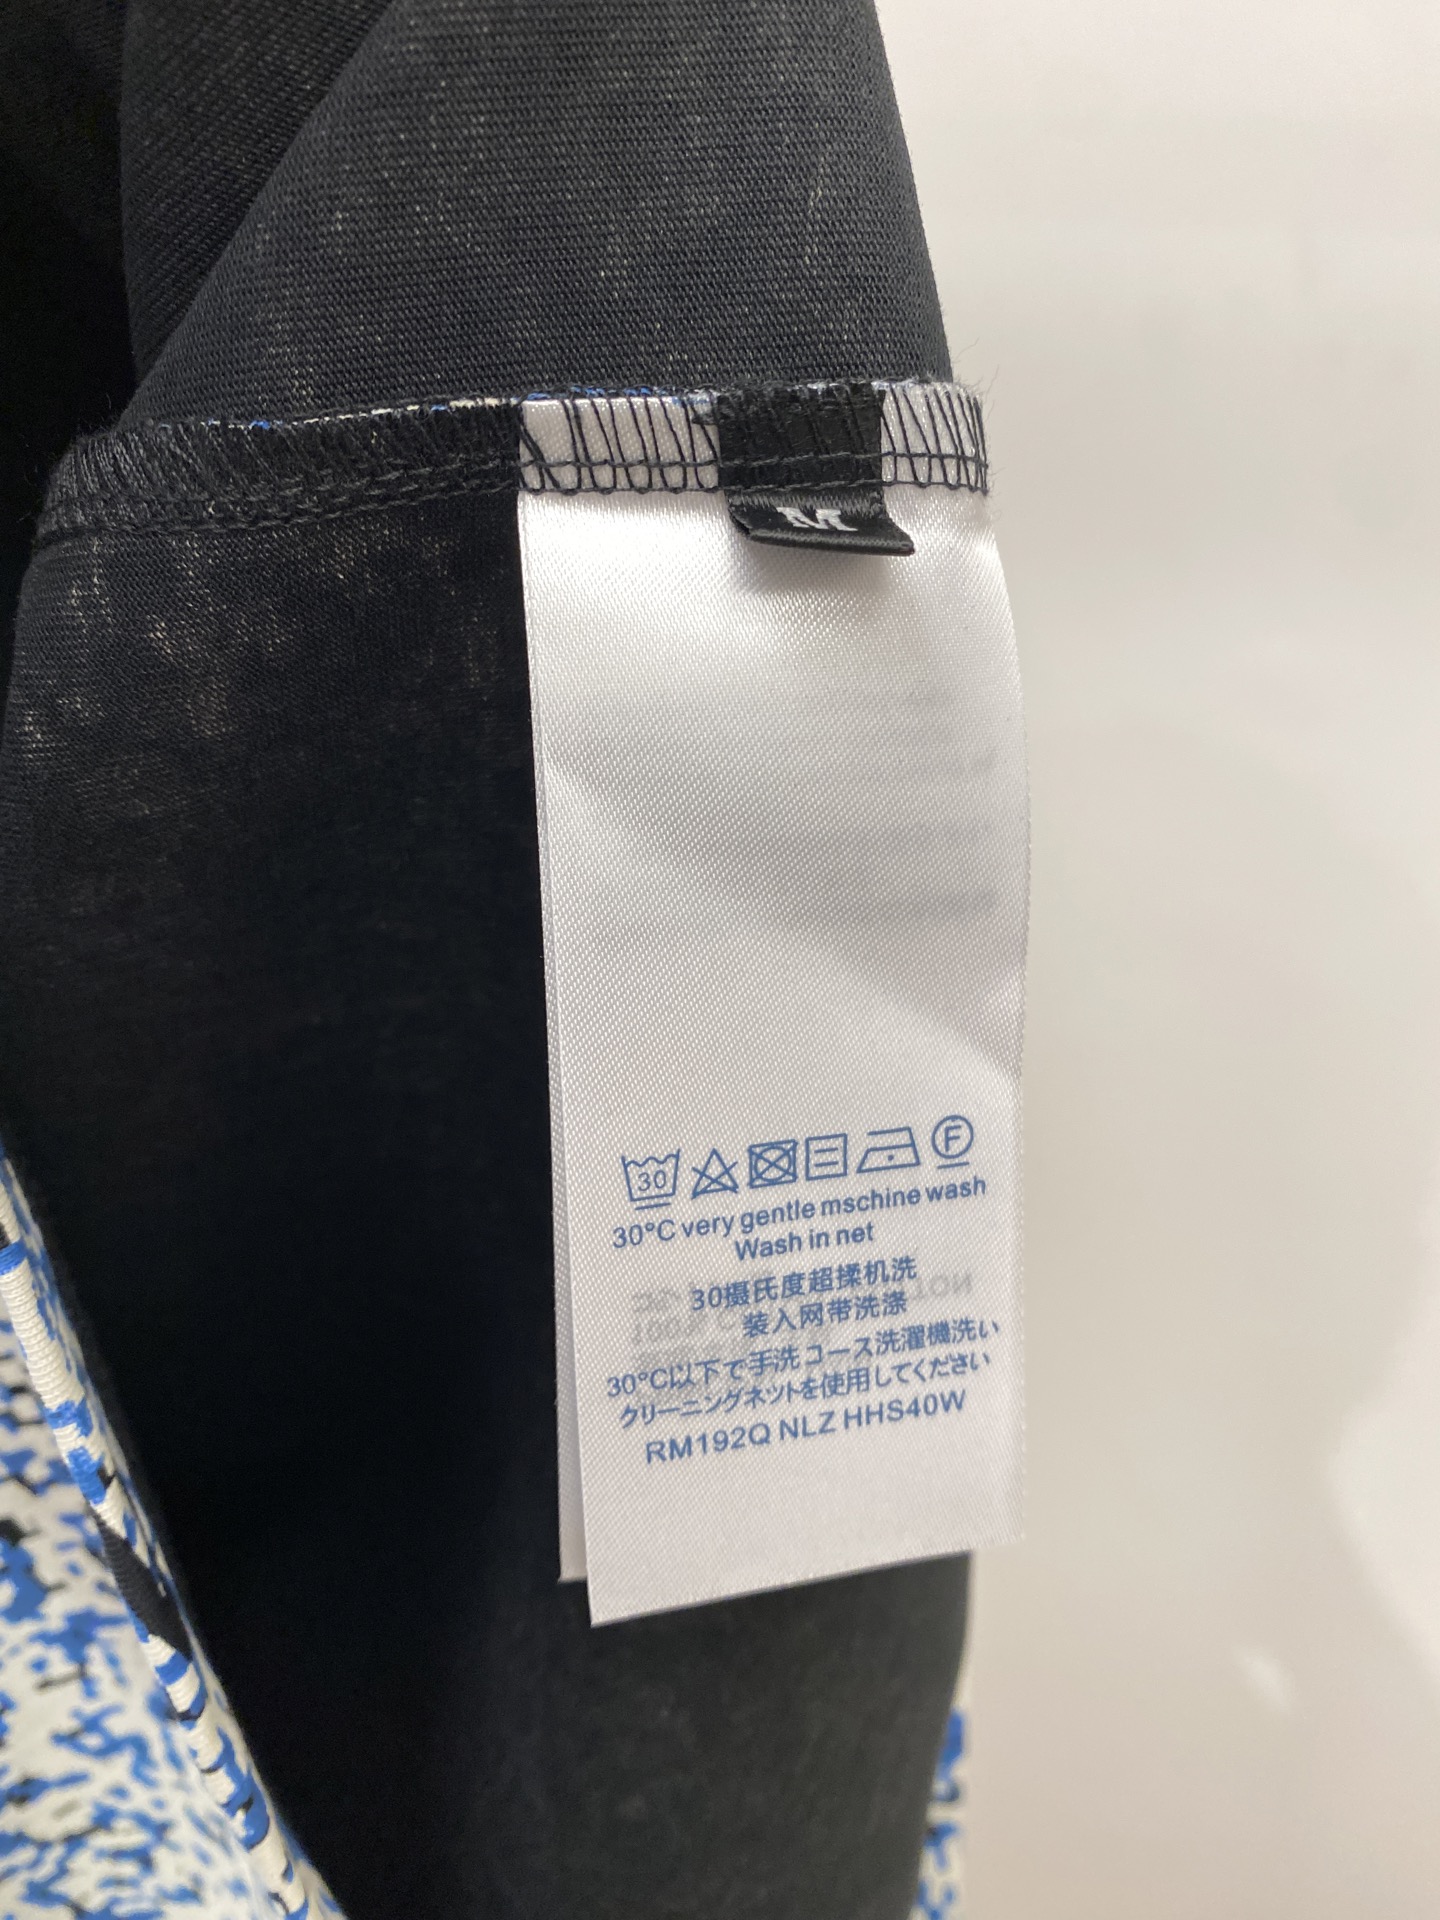 M
30
F
30°C very gentle mschine wash
Wash in net
30摄氏度超揉机洗
装入网带洗涤
30°C以下で手洗コース洗濯機洗い
クリーニングネットを使用してください
RM192Q NLZ HHS40W